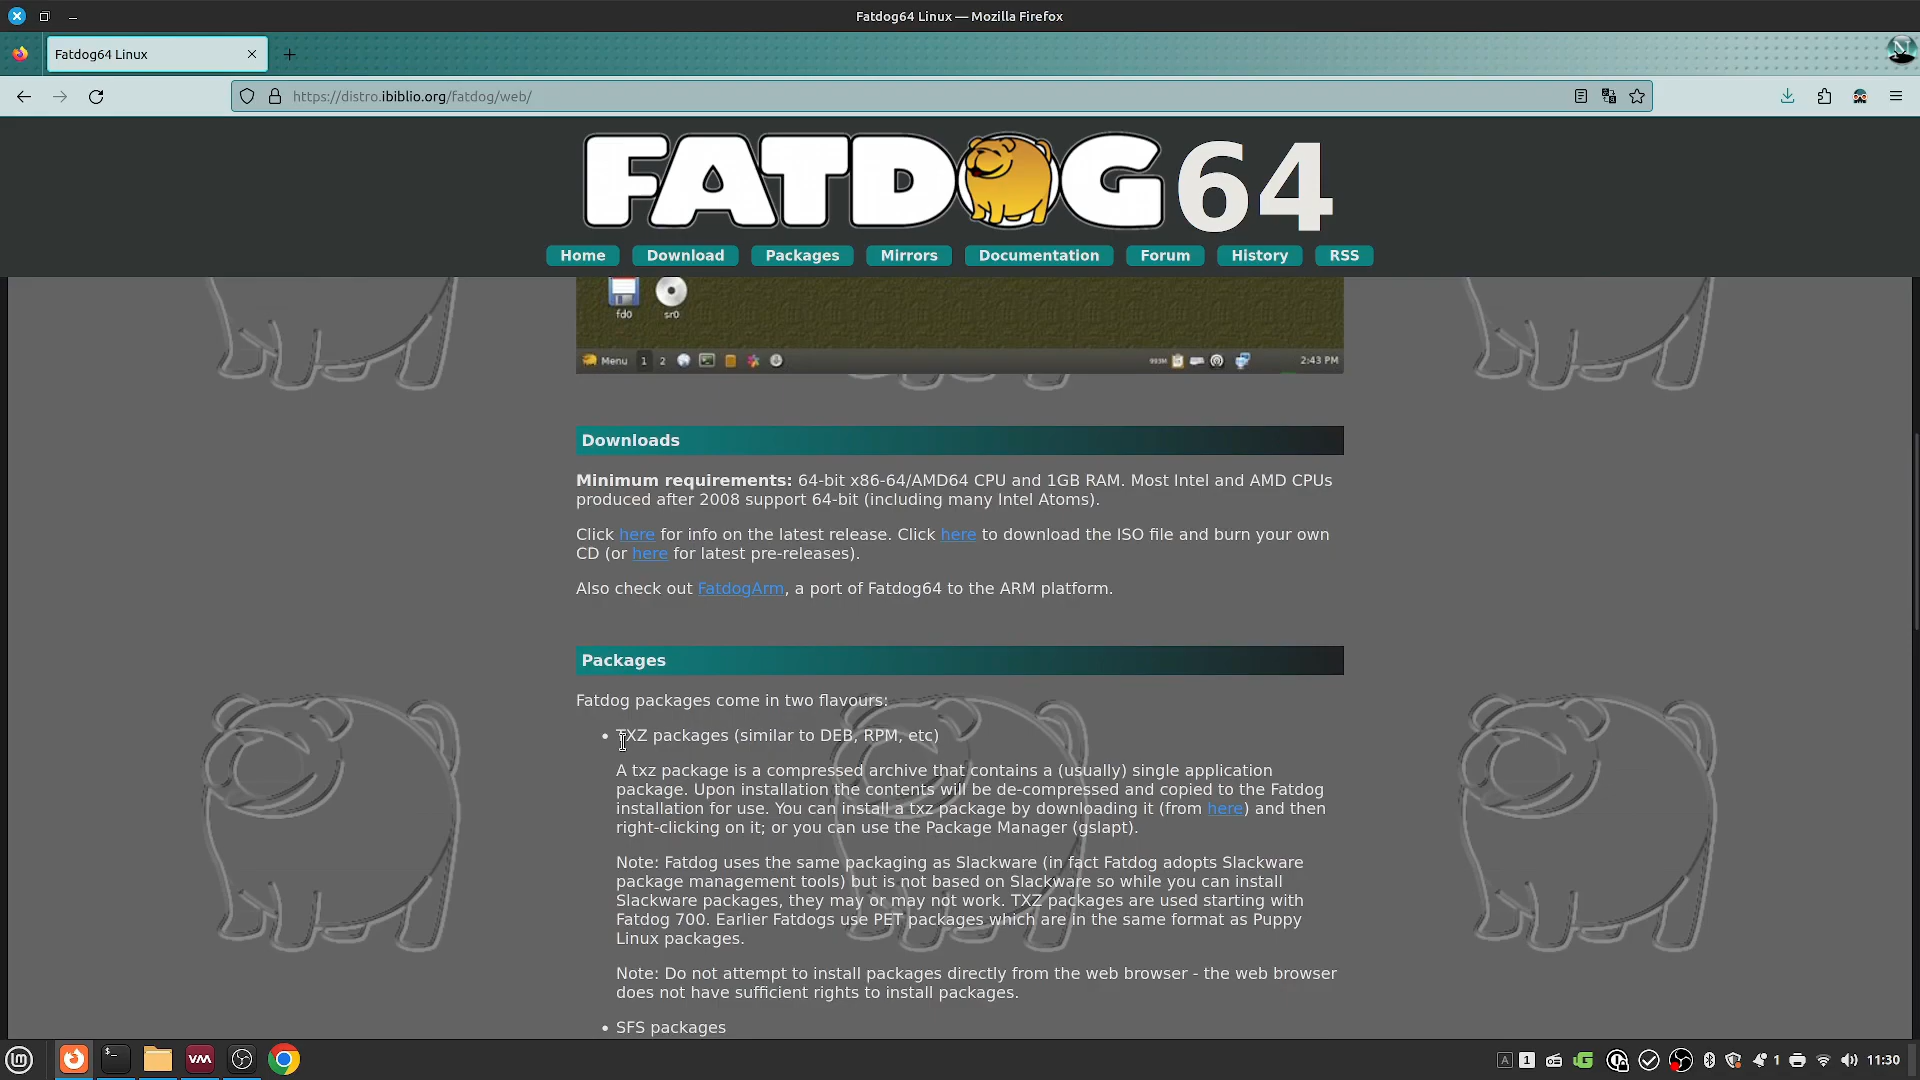 Fatdog64 Linux — Mozilla Firefox
Fatdog64 Linux
https://distro.ibiblio.org/fatdog/web/
FATDOG64
Home Download Packages Mirrors Documentation Forum History RSS
fd0 sr0
Menu 1 2 993M 2:43 PM
Downloads
Minimum requirements: 64-bit x86-64/AMD64 CPU and 1GB RAM. Most Intel and AMD CPUs
produced after 2008 support 64-bit (including many Intel Atoms).
Click here for info on the latest release. Click here to download the ISO file and burn your own
CD (or here for latest pre-releases).
Also check out FatdogArm, a port of Fatdog64 to the ARM platform.
Packages
Fatdog packages come in two flavours:
• TXZ packages (similar to DEB, RPM, etc)
A txz package is a compressed archive that contains a (usually) single application
package. Upon installation the contents will be de-compressed and copied to the Fatdog
installation for use. You can install a txz package by downloading it (from here) and then
right-clicking on it; or you can use the Package Manager (gslapt).
Note: Fatdog uses the same packaging as Slackware (in fact Fatdog adopts Slackware
package management tools) but is not based on Slackware so while you can install
Slackware packages, they may or may not work. TXZ packages are used starting with
Fatdog 700. Earlier Fatdogs use PET packages which are in the same format as Puppy
Linux packages.
Note: Do not attempt to install packages directly from the web browser - the web browser
does not have sufficient rights to install packages.
• SFS packages
A 1 1 11:30